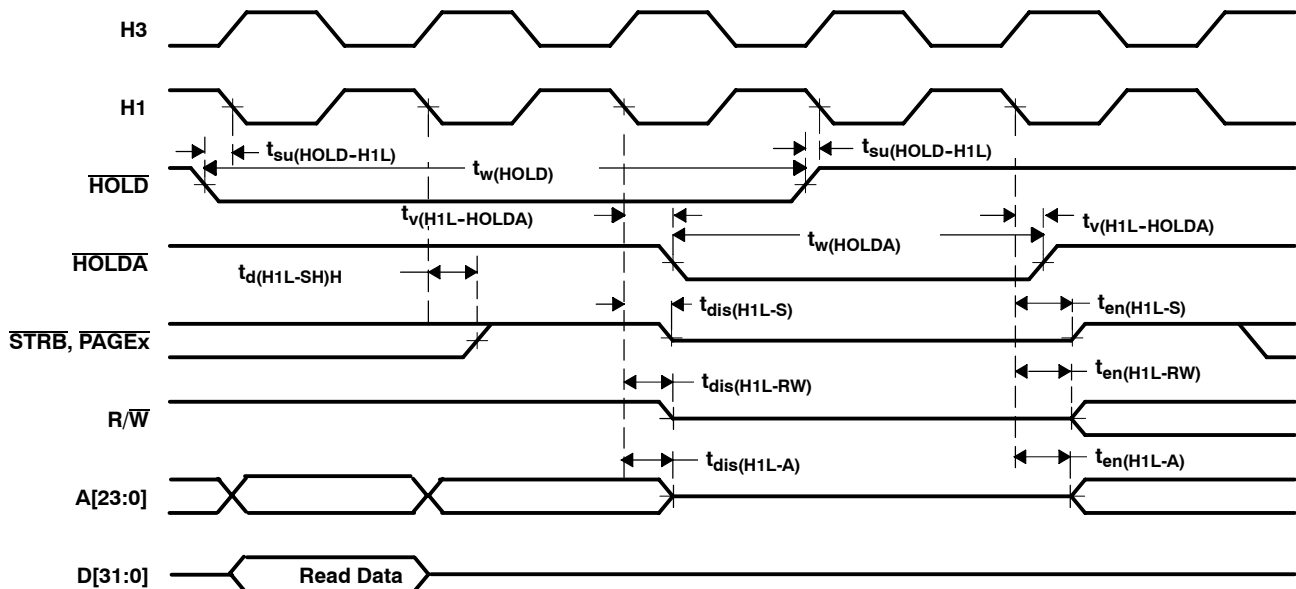 H3
H1
tsu(HOLD-H1L)
tsu(HOLD-H1L)
tw(HOLD)
HOLD
tv(H1L-HOLDA)
tv(H1L-HOLDA)
tw(HOLDA)
HOLDA
td(H1L-SH)H
tdis(H1L-S)
ten(H1L-S)
STRB, PAGEx
tdis(H1L-RW)
ten(H1L-RW)
R/W
tdis(H1L-A)
ten(H1L-A)
A[23:0]
D[31:0]
Read Data